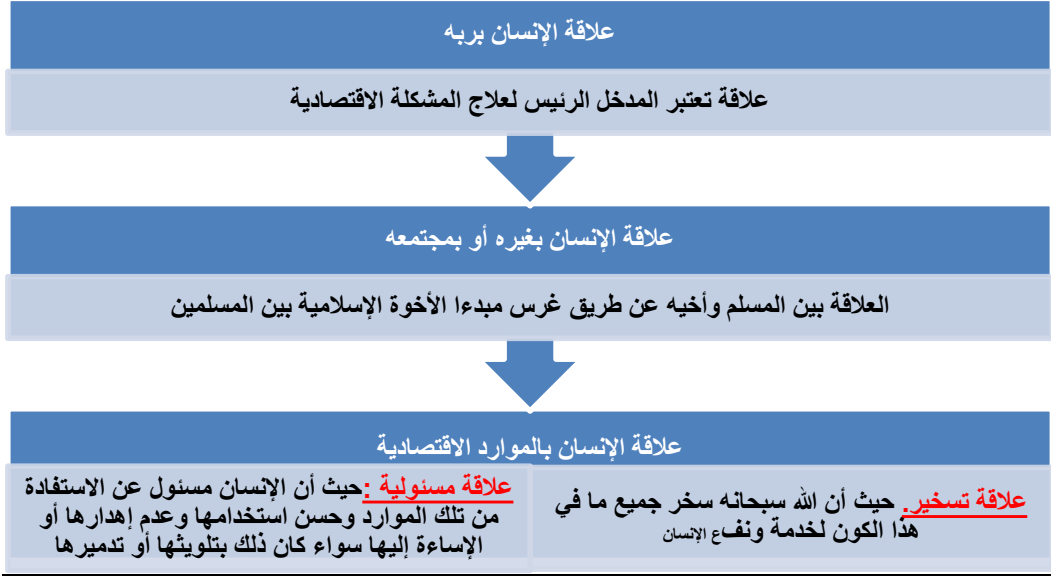 علاقة الإنسان بربه
علاقة تعتبر المدخل الرئيس لعلاج المشكلة الاقتصادية
علاقة الإنسان بغيره أو بمجتمعه
العلاقة بين المسلم وأخيه عن طريق غرس مبدءا الأخوة الإسلامية بين المسلمين
علاقة الإنسان بالموارد الاقتصادية
علاقة تسخير. حيث أن الله سبحانه سخر جميع ما في
هذا الكون لخدمة ونفع الإنسان
علاقة مسئولية :حيث أن الإنسان مسئول عن الاستفادة
من تلك الموارد وحسن استخدامها وعدم إهدارها أو
الإساءة إليها سواء كان ذلك بتلويثها أو تدميرها